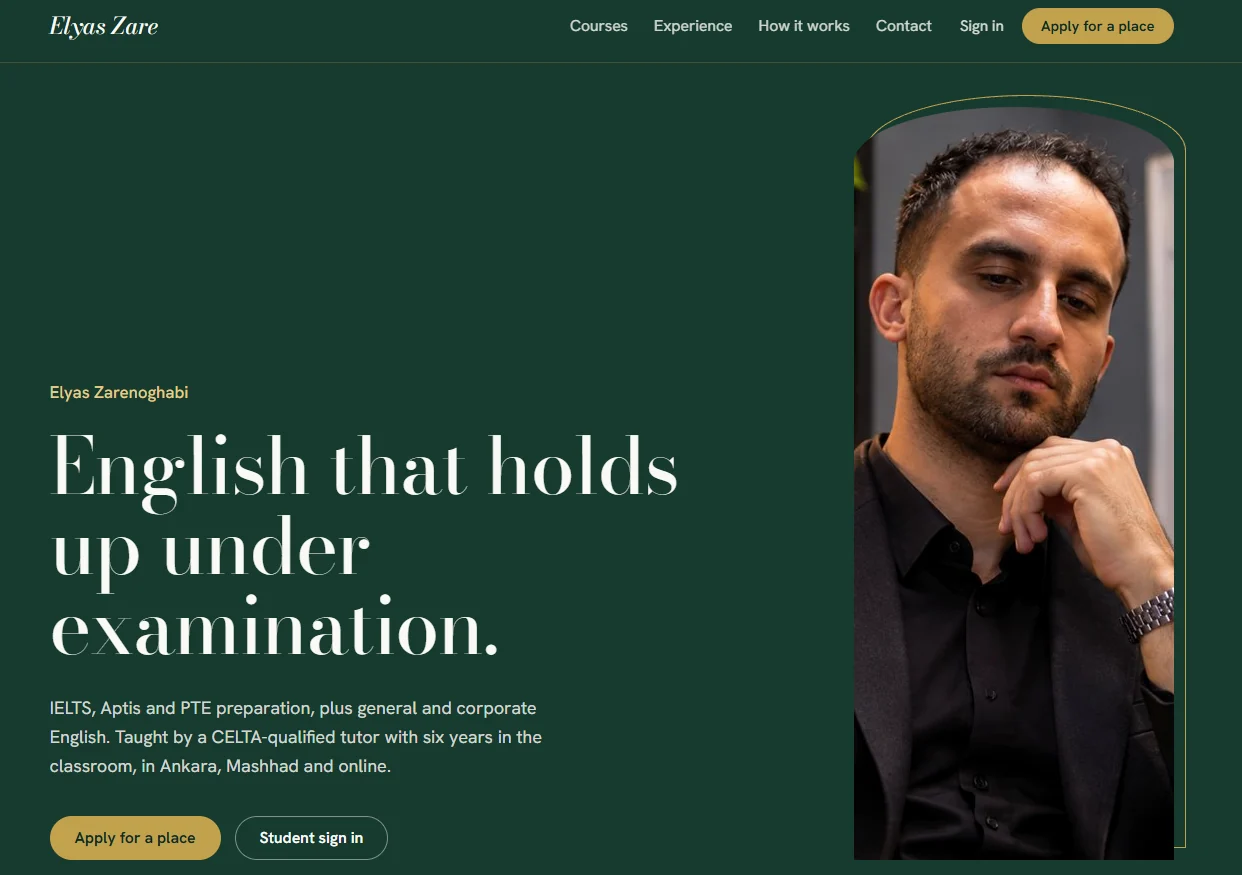 Elyas Zare
Courses
Experience
How it works
Contact
Sign in
Apply for a place
Elyas Zarenoghabi
English that holds
up under
examination.
IELTS, Aptis and PTE preparation, plus general and corporate
English. Taught by a CELTA-qualified tutor with six years in the
classroom, in Ankara, Mashhad and online.
Apply for a place
Student sign in